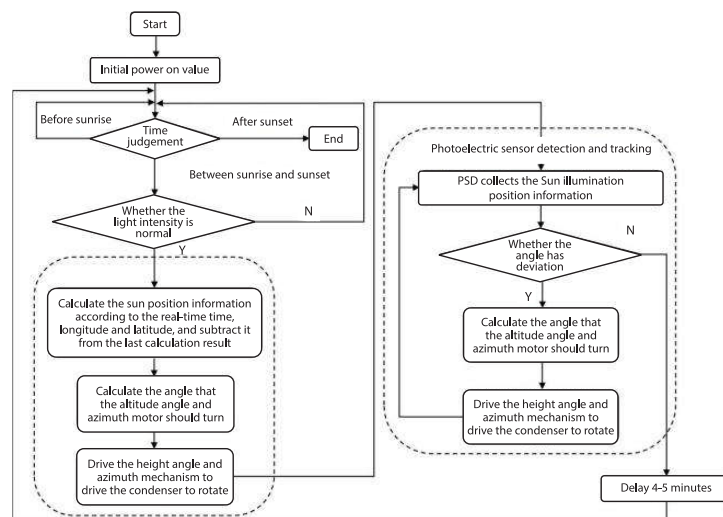 Start
Initial power on value
Before sunrise
After sunset
Time
judgement
End
Between sunrise and sunset
Whether the
light intensity is
normal
N
Y
Calculate the sun position information
according to the real-time time,
longitude and latitude, and subtract it
from the last calculation result
Calculate the angle that
the altitude angle and
azimuth motor should turn
Drive the height angle and
azimuth mechanism to
drive the condenser to rotate
Photoelectric sensor detection and tracking
PSD collects the Sun illumination
position information
Whether the
angle has
deviation
N
Y
Calculate the angle that
the altitude angle and
azimuth motor should turn
Drive the height angle and
azimuth mechanism to
drive the condenser to rotate
Delay 4–5 minutes